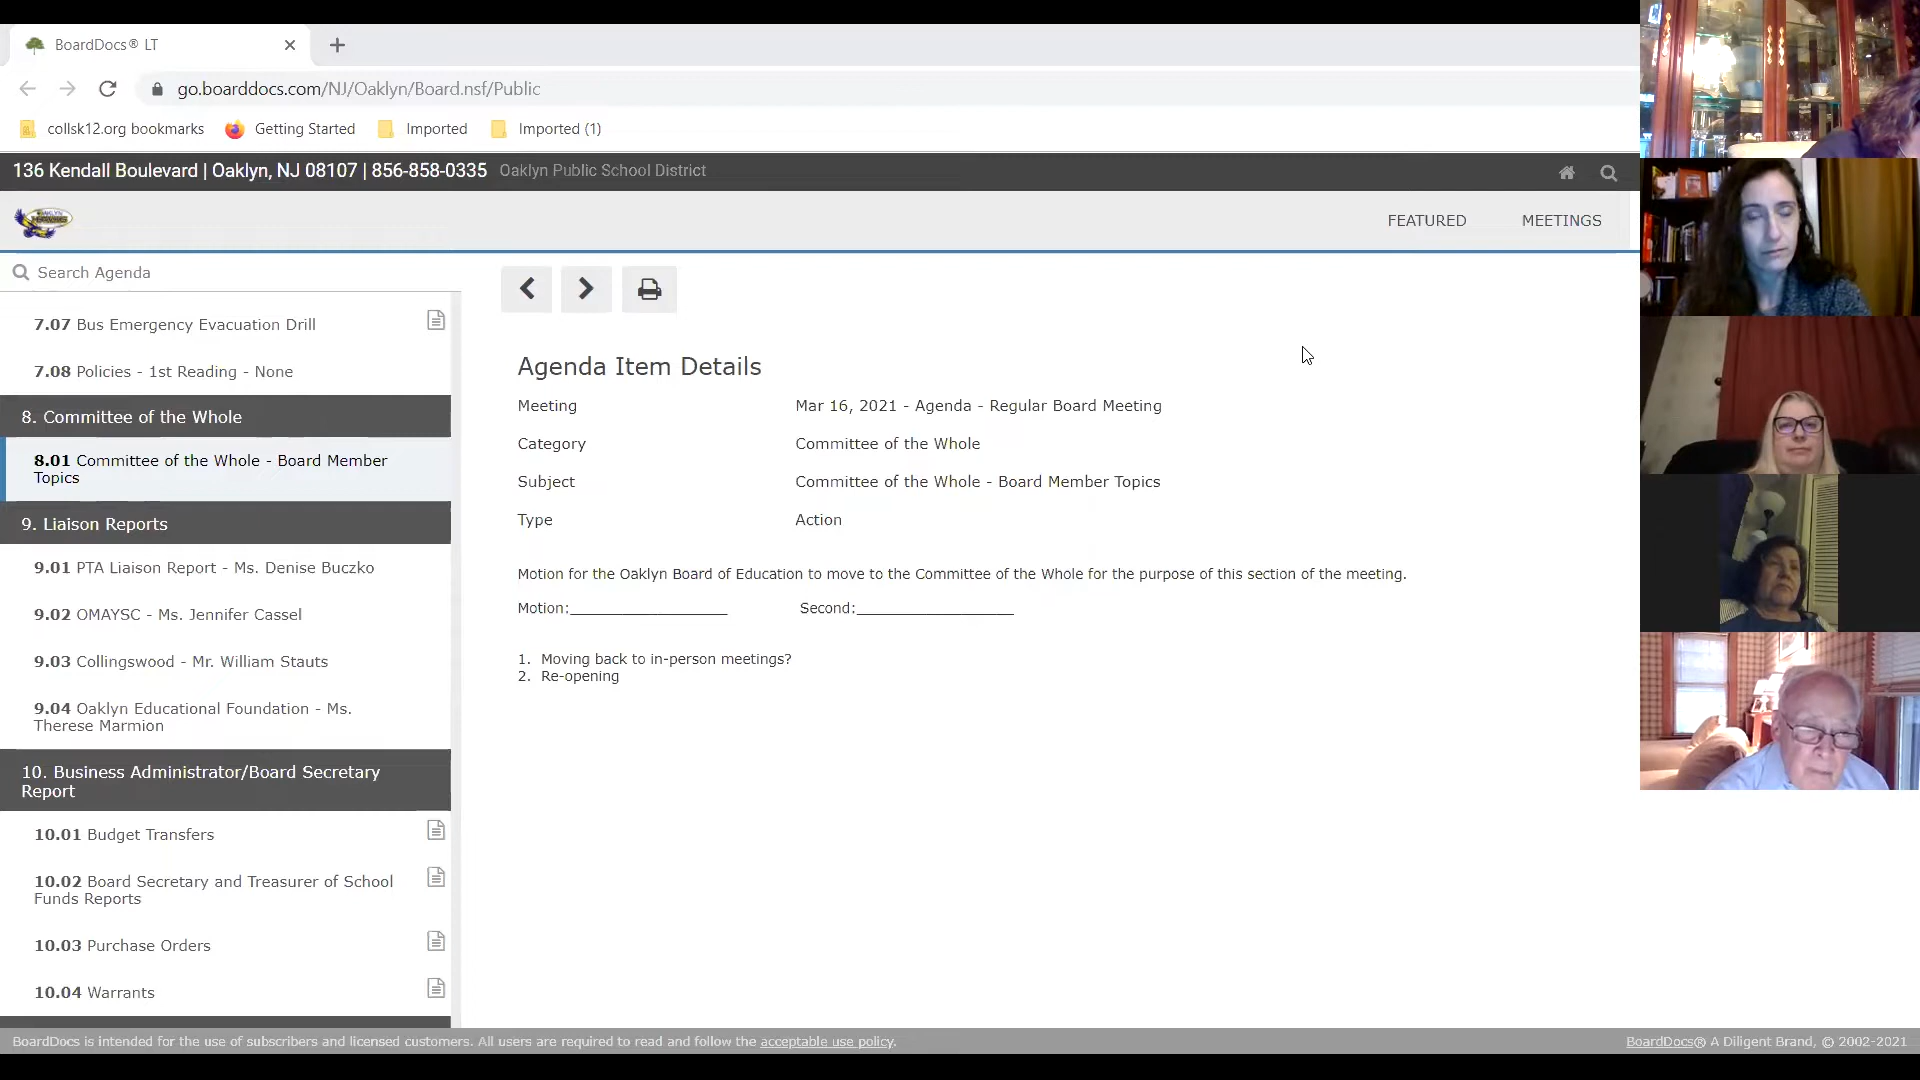 BoardDocs® LT
go.boarddocs.com/NJ/Oaklyn/Board.nsf/Public
collsk12.org bookmarks Getting Started Imported Imported (1)
136 Kendall Boulevard | Oaklyn, NJ 08107 | 856-858-0335 Oaklyn Public School District
FEATURED MEETINGS
Search Agenda
7.07 Bus Emergency Evacuation Drill
7.08 Policies - 1st Reading - None
8. Committee of the Whole
8.01 Committee of the Whole - Board Member
Topics
9. Liaison Reports
9.01 PTA Liaison Report - Ms. Denise Buczko
9.02 OMAYSC - Ms. Jennifer Cassel
9.03 Collingswood - Mr. William Stauts
9.04 Oaklyn Educational Foundation - Ms.
Therese Marmion
10. Business Administrator/Board Secretary
Report
10.01 Budget Transfers
10.02 Board Secretary and Treasurer of School
Funds Reports
10.03 Purchase Orders
10.04 Warrants
Agenda Item Details
Meeting Mar 16, 2021 - Agenda - Regular Board Meeting
Category Committee of the Whole
Subject Committee of the Whole - Board Member Topics
Type Action
Motion for the Oaklyn Board of Education to move to the Committee of the Whole for the purpose of this section of the meeting.
Motion:__________________ Second:__________________
1. Moving back to in-person meetings?
2. Re-opening
BoardDocs is intended for the use of subscribers and licensed customers. All users are required to read and follow the acceptable use policy.
BoardDocs® A Diligent Brand, © 2002-2021